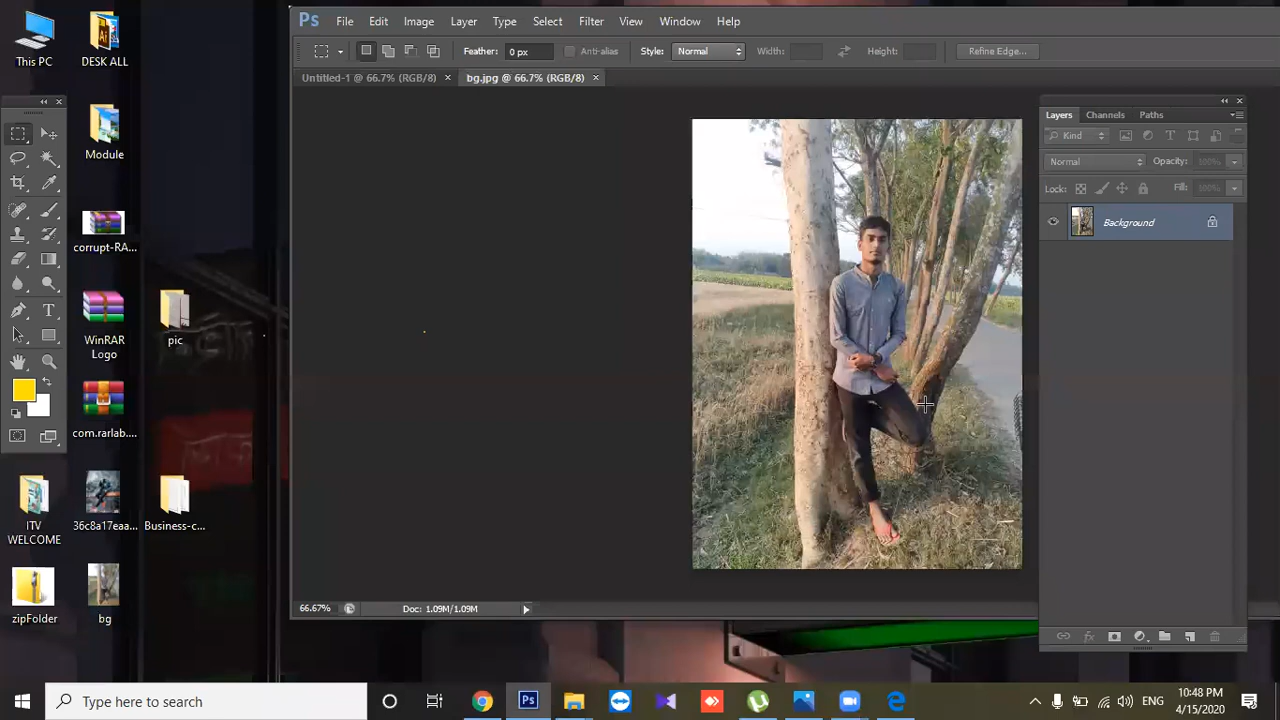 This PC
DESK ALL
Module
corrupt-RA...
WinRAR
Logo
pic
com.rarlab....
ITV
WELCOME
36c8a17eaa...
Business-c...
zipFolder
bg
Ps File Edit Image Layer Type Select Filter View Window Help
Feather: 0 px Anti-alias Style: Normal Width: Height: Refine Edge...
Untitled-1 @ 66.7% (RGB/8) × bg.jpg @ 66.7% (RGB/8) ×
Layers Channels Paths
Kind
Normal Opacity: 100%
Lock: Fill: 100%
Background
66.67% Doc: 1.09M/1.09M
Type here to search
Ps
ENG
10:48 PM
4/15/2020